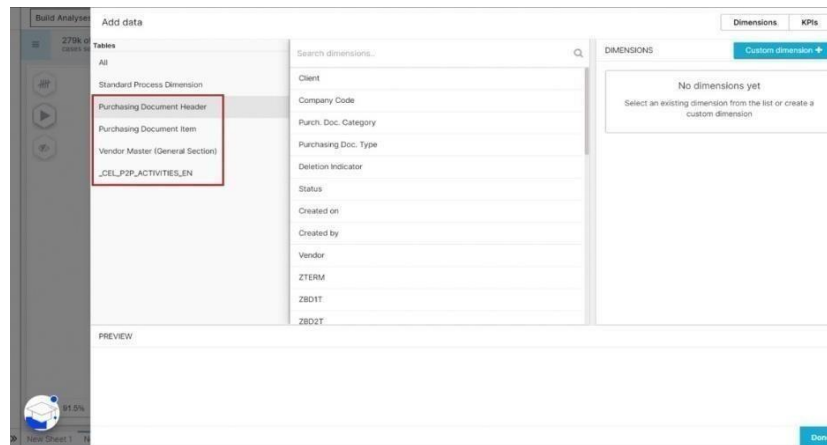 Build Analyses
Add data
Dimensions
KPIs
279k
cases
Tables
All
Standard Process Dimension
Purchasing Document Header
Purchasing Document Item
Vendor Master (General Section)
_CEL_P2P_ACTIVITIES_EN
Search dimensions..
Client
Company Code
Purch. Doc. Category
Purchasing Doc. Type
Deletion Indicator
Status
Created on
Created by
Vendor
ZTERM
ZBD1T
ZBD2T
DIMENSIONS
Custom dimension +
No dimensions yet
Select an existing dimension from the list or create a
custom dimension
PREVIEW
91.5%
New Sheet 1
Don